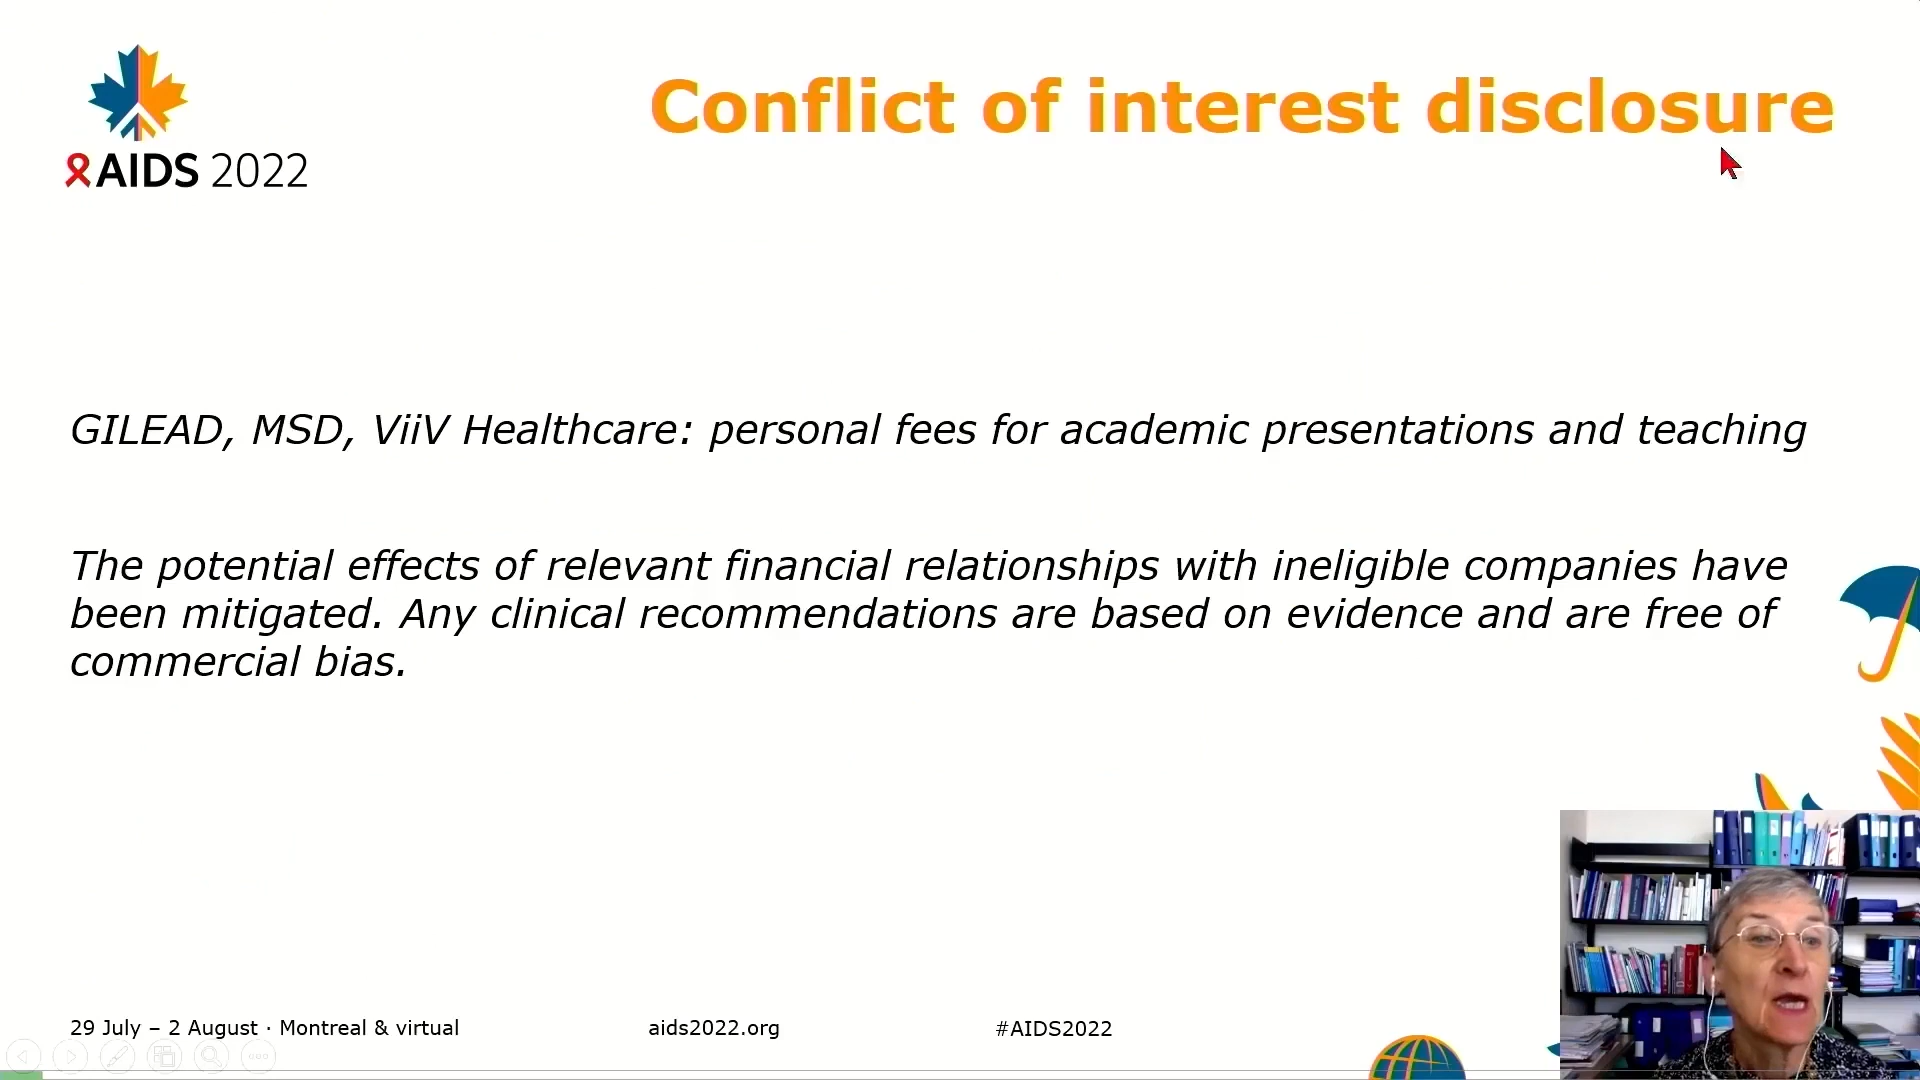 AIDS 2022
Conflict of interest disclosure
GILEAD, MSD, ViiV Healthcare: personal fees for academic presentations and teaching
The potential effects of relevant financial relationships with ineligible companies have
been mitigated. Any clinical recommendations are based on evidence and are free of
commercial bias.
29 July – 2 August · Montreal & virtual
aids2022.org
#AIDS2022